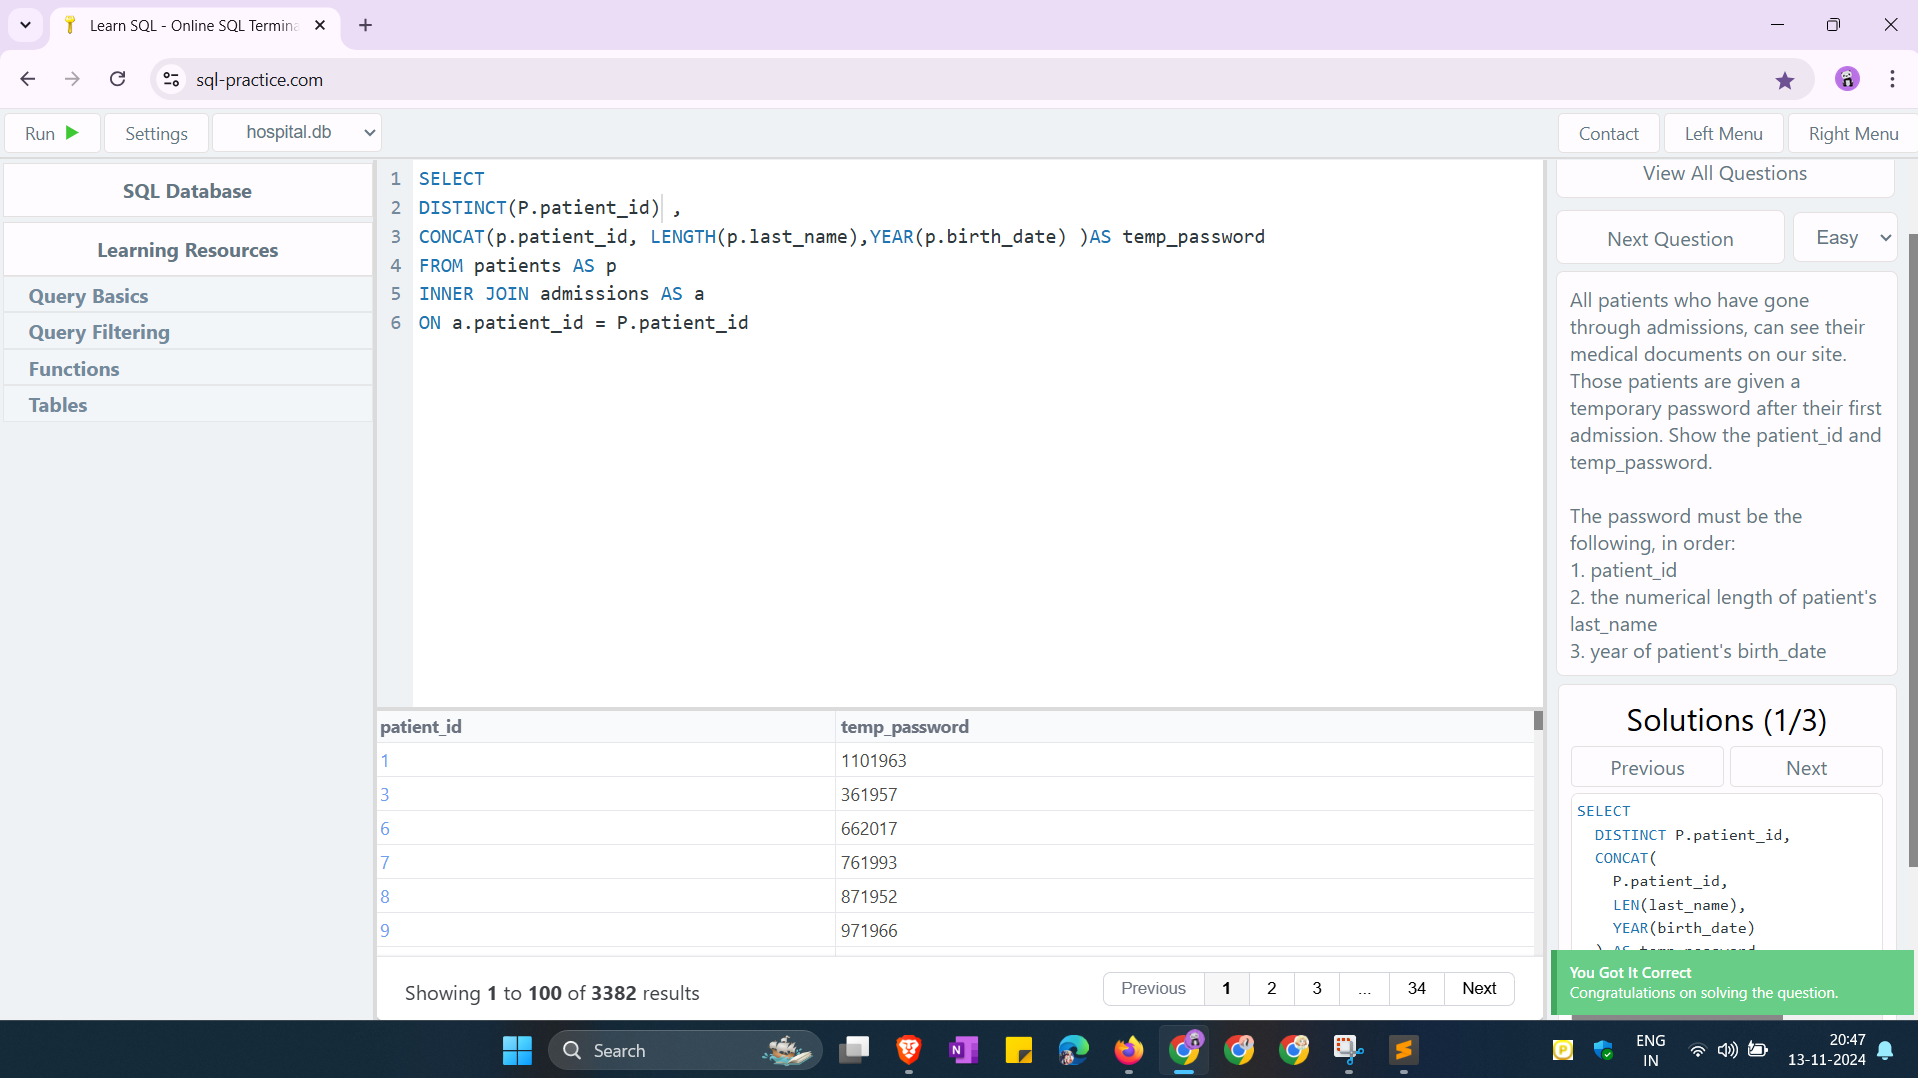 Learn SQL - Online SQL Termina
sql-practice.com
Run
Settings
hospital.db
Contact
Left Menu
Right Menu
SQL Database
Learning Resources
Query Basics
Query Filtering
Functions
Tables
1 SELECT
2 DISTINCT(P.patient_id) ,
3 CONCAT(p.patient_id, LENGTH(p.last_name),YEAR(p.birth_date) )AS temp_password
4 FROM patients AS p
5 INNER JOIN admissions AS a
6 ON a.patient_id = P.patient_id
patient_id temp_password
1 1101963
3 361957
6 662017
7 761993
8 871952
9 971966
Showing 1 to 100 of 3382 results
Previous 1 2 3 ... 34 Next
View All Questions
Next Question
Easy
All patients who have gone
through admissions, can see their
medical documents on our site.
Those patients are given a
temporary password after their first
admission. Show the patient_id and
temp_password.
The password must be the
following, in order:
1. patient_id
2. the numerical length of patient's
last_name
3. year of patient's birth_date
Solutions (1/3)
Previous
Next
SELECT
DISTINCT P.patient_id,
CONCAT(
P.patient_id,
LEN(last_name),
YEAR(birth_date)
) AS temp_password
You Got It Correct
Congratulations on solving the question.
Search
N
P
ENG
IN
20:47
13-11-2024